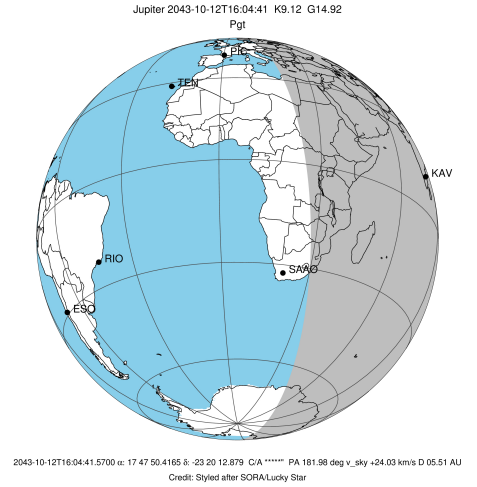 Jupiter 2043-10-12T16:04:41 K9.12 G14.92
Pgt
PIC
TEN
KAV
RIO
SAAO
ESO
2043-10-12T16:04:41.5700 α: 17 47 50.4165 δ: -23 20 12.879 C/A *****" PA 181.98 deg v_sky +24.03 km/s D 05.51 AU
Credit: Styled after SORA/Lucky Star